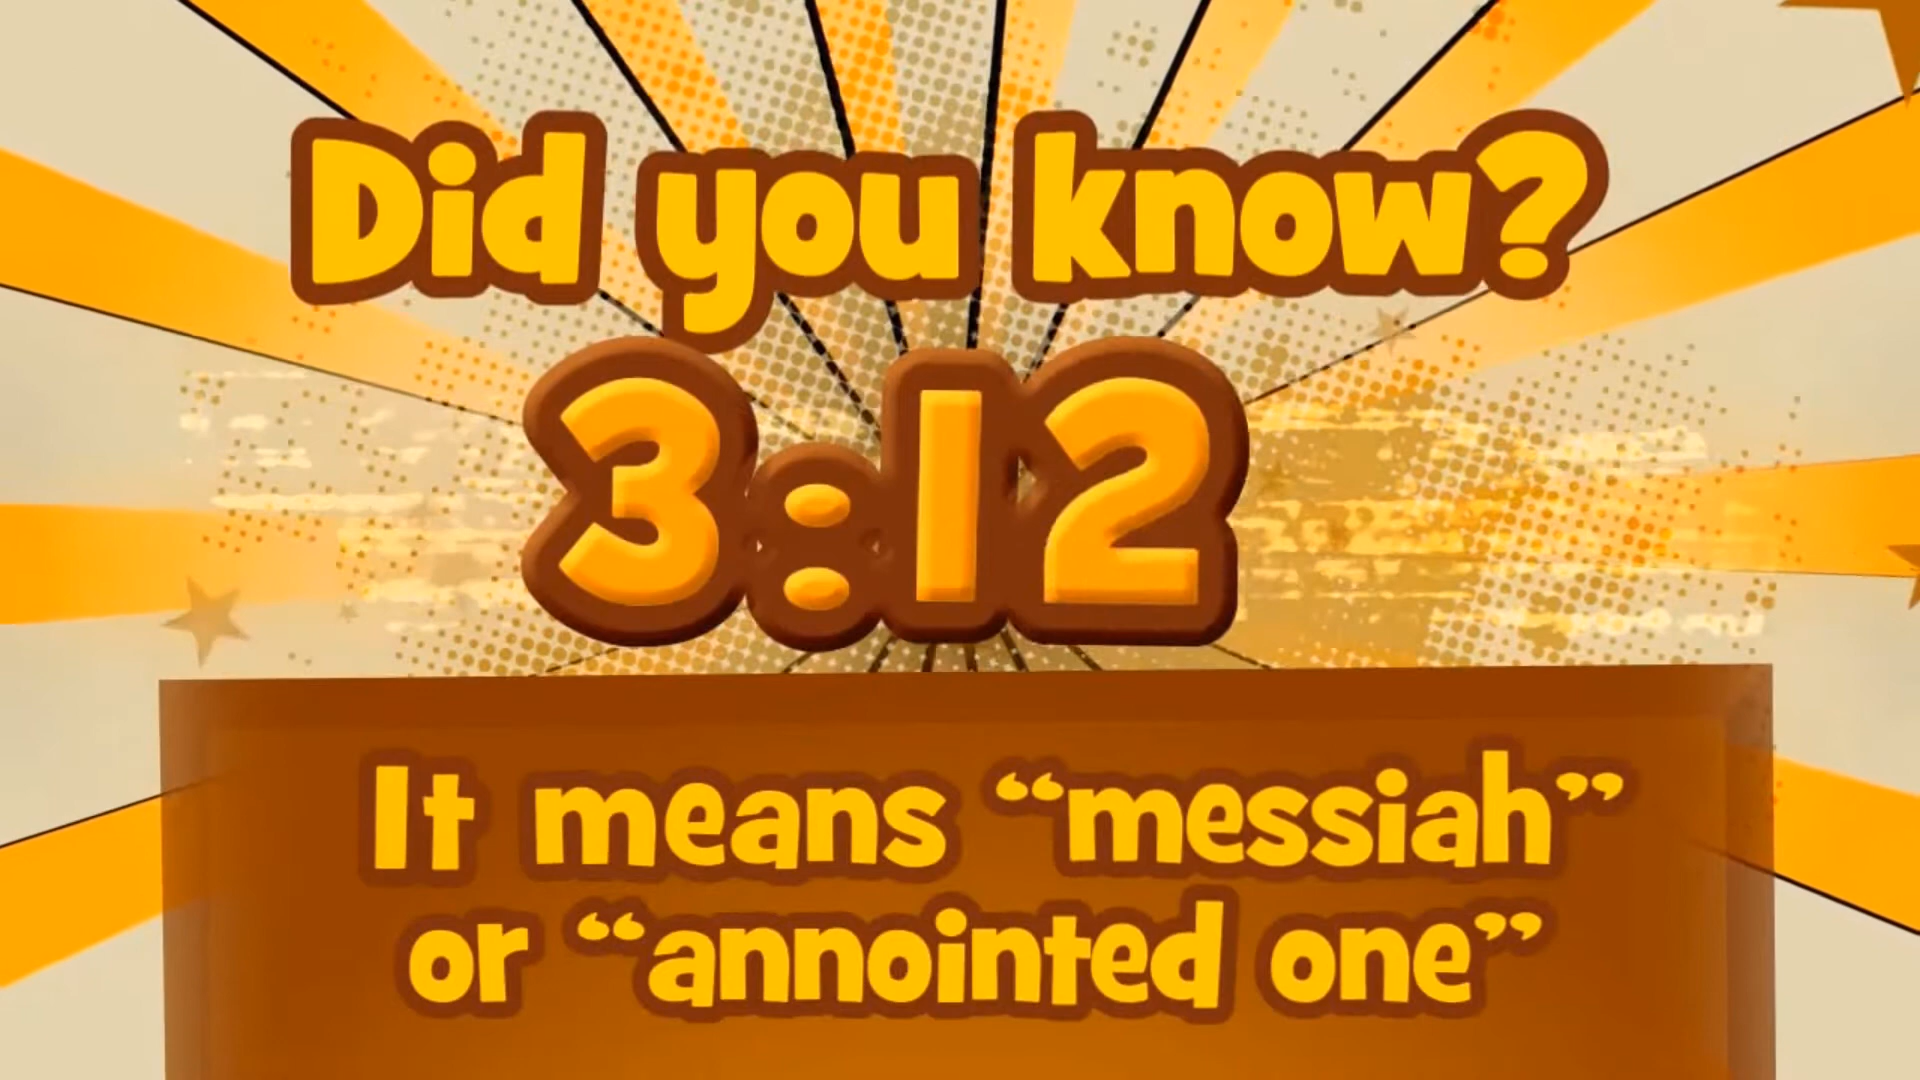 Did you know?
3:12
It means “messiah”
or “annointed one”